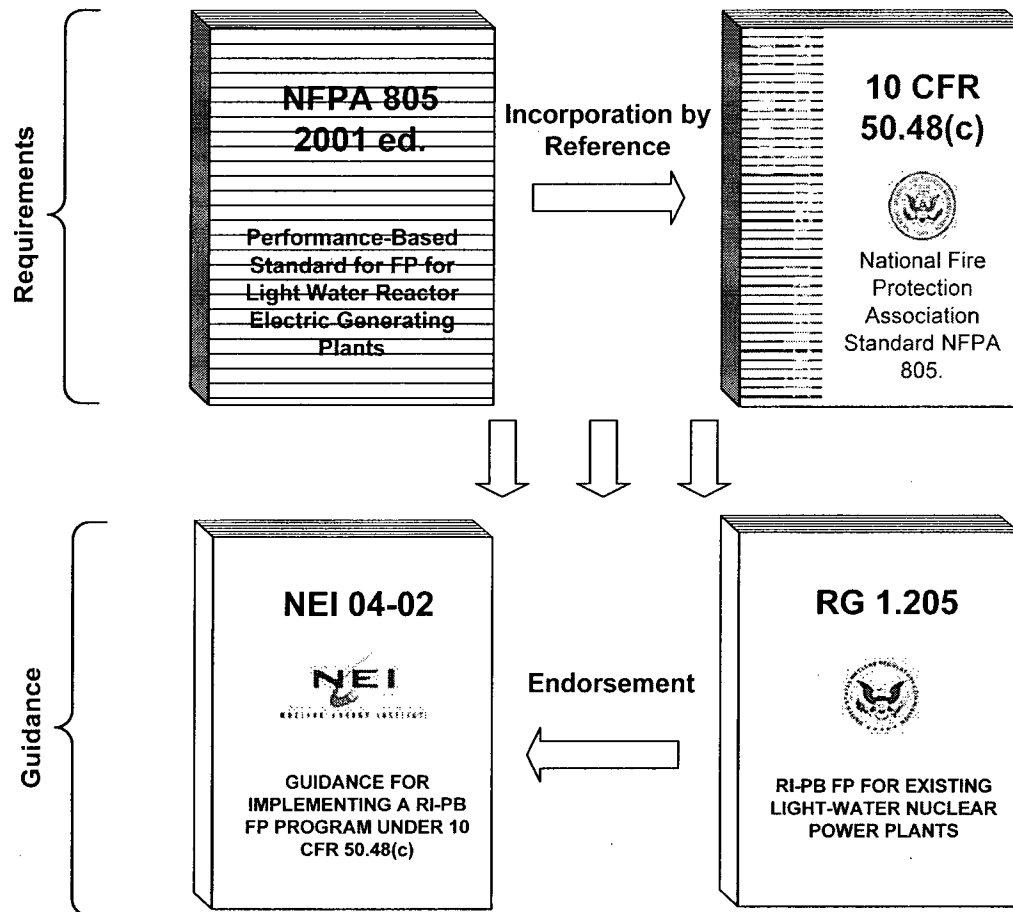 Requirements
NFPA 805
2001 ed.
Performance-Based
Standard for FP for
Light Water Reactor
Electric Generating
Plants
Incorporation by
Reference
10 CFR
50.48(c)
National Fire
Protection
Association
Standard NFPA
805.
Guidance
NEI 04-02
NEI
NUCLEAR ENERGY INSTITUTE
GUIDANCE FOR
IMPLEMENTING A RI-PB
FP PROGRAM UNDER 10
CFR 50.48(c)
Endorsement
RG 1.205
RI-PB FP FOR EXISTING
LIGHT-WATER NUCLEAR
POWER PLANTS